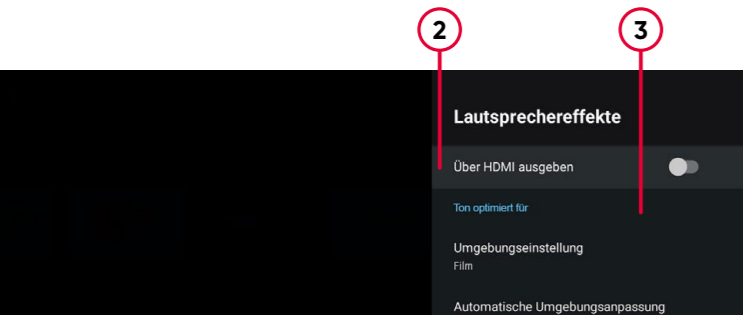 2 3
Lautsprechereffekte
Über HDMI ausgeben
Ton optimiert für
Umgebungseinstellung
Film
Automatische Umgebungsanpassung